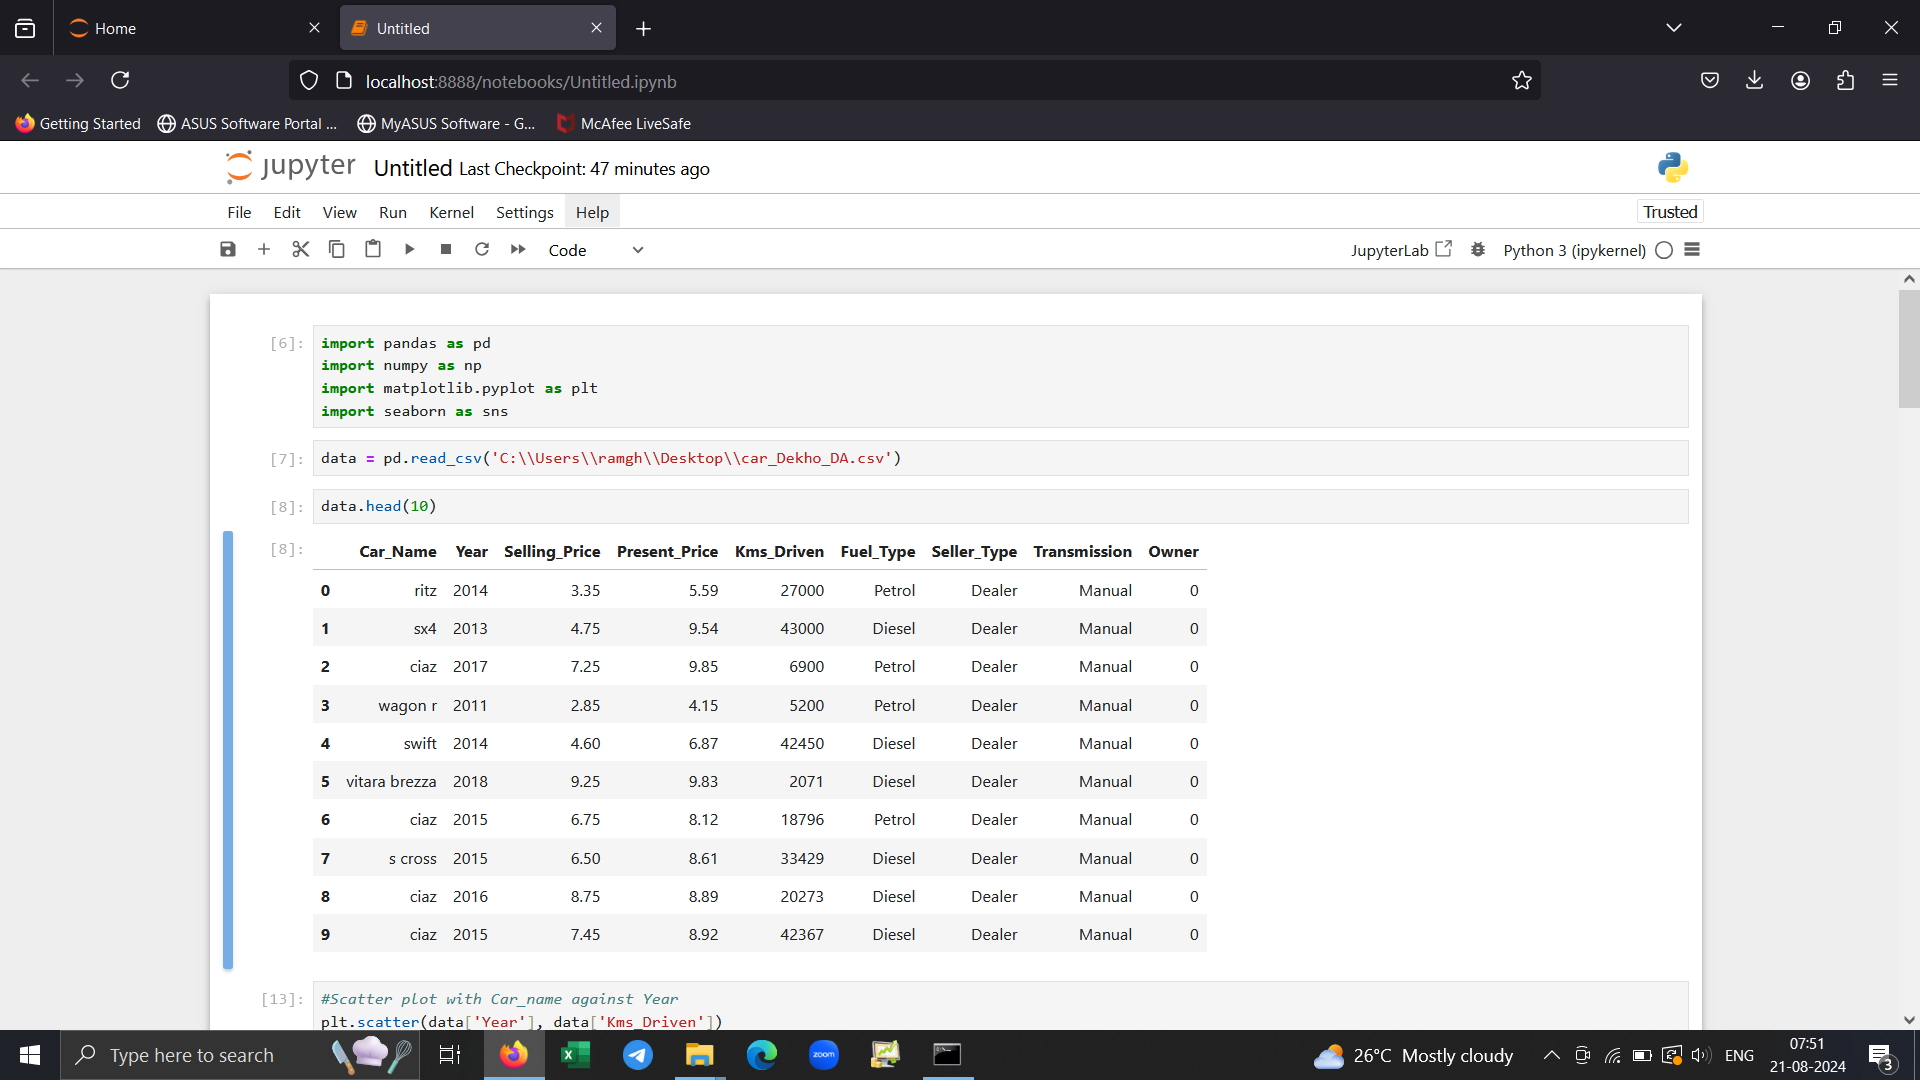 Home
Untitled
localhost:8888/notebooks/Untitled.ipynb
Getting Started
ASUS Software Portal ...
MyASUS Software - G...
McAfee LiveSafe
jupyter Untitled Last Checkpoint: 47 minutes ago
File Edit View Run Kernel Settings Help Trusted
Code JupyterLab Python 3 (ipykernel)
[6]: import pandas as pd
import numpy as np
import matplotlib.pyplot as plt
import seaborn as sns
[7]: data = pd.read_csv('C:\\Users\\ramgh\\Desktop\\car_Dekho_DA.csv')
[8]: data.head(10)
[8]: Car_Name Year Selling_Price Present_Price Kms_Driven Fuel_Type Seller_Type Transmission Owner
0 ritz 2014 3.35 5.59 27000 Petrol Dealer Manual 0
1 sx4 2013 4.75 9.54 43000 Diesel Dealer Manual 0
2 ciaz 2017 7.25 9.85 6900 Petrol Dealer Manual 0
3 wagon r 2011 2.85 4.15 5200 Petrol Dealer Manual 0
4 swift 2014 4.60 6.87 42450 Diesel Dealer Manual 0
5 vitara brezza 2018 9.25 9.83 2071 Diesel Dealer Manual 0
6 ciaz 2015 6.75 8.12 18796 Petrol Dealer Manual 0
7 s cross 2015 6.50 8.61 33429 Diesel Dealer Manual 0
8 ciaz 2016 8.75 8.89 20273 Diesel Dealer Manual 0
9 ciaz 2015 7.45 8.92 42367 Diesel Dealer Manual 0
[13]: #Scatter plot with Car_name against Year
plt.scatter(data['Year'], data['Kms_Driven'])
Type here to search
zoom
26°C Mostly cloudy
ENG
07:51
21-08-2024
3